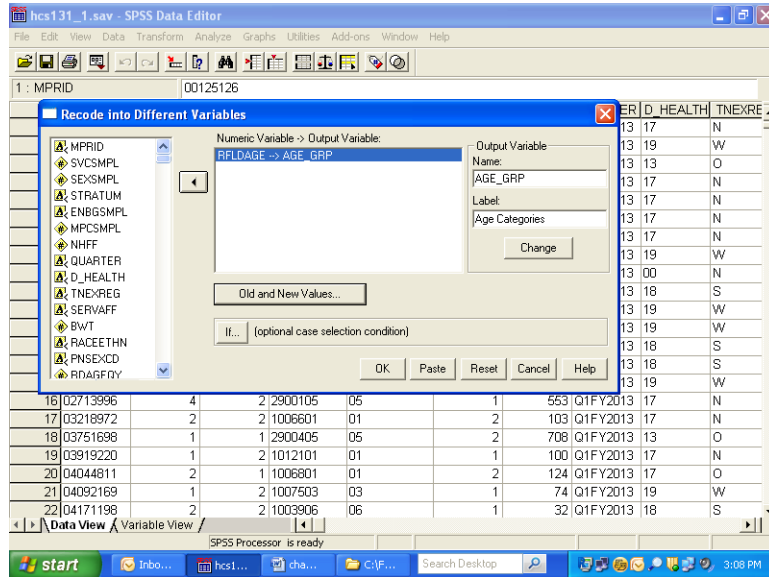 hcs131_1.sav - SPSS Data Editor
File Edit View Data Transform Analyze Graphs Utilities Add-ons Window Help
1 : MPRID 00125126
ER D_HEALTH TNEXRE
Recode into Different Variables
MPRID
SVCSMPL
SEXSMPL
STRATUM
ENBGSMPL
MPCSMPL
NHFF
QUARTER
D_HEALTH
TNEXREG
SERVAFF
BWT
RACEETHN
PNSEXCD
RDAGEQY
Numeric Variable -> Output Variable:
RFLDAGE --> AGE_GRP
Output Variable
Name:
AGE_GRP
Label:
Age Categories
Change
Old and New Values...
If... (optional case selection condition)
OK Paste Reset Cancel Help
13 17 N
13 19 W
13 13 O
13 17 N
13 17 N
13 17 N
13 17 N
13 19 W
13 00 N
13 18 S
13 19 W
13 19 W
13 18 S
13 18 S
13 19 W
16 02713996 4 2 2900105 05 1 553 Q1FY2013 17 N
17 03218972 2 2 1006601 01 2 103 Q1FY2013 17 N
18 03751698 1 1 2900405 05 2 708 Q1FY2013 13 O
19 03919220 1 2 1012101 01 1 100 Q1FY2013 17 N
20 04044811 2 1 1006801 01 2 124 Q1FY2013 17 O
21 04092169 1 2 1007503 03 1 74 Q1FY2013 19 W
22 04171198 2 2 1003906 06 1 32 Q1FY2013 18 S
Data View Variable View
SPSS Processor is ready
start Inbo... hcs1... cha... C:\F... Search Desktop 3:08 PM